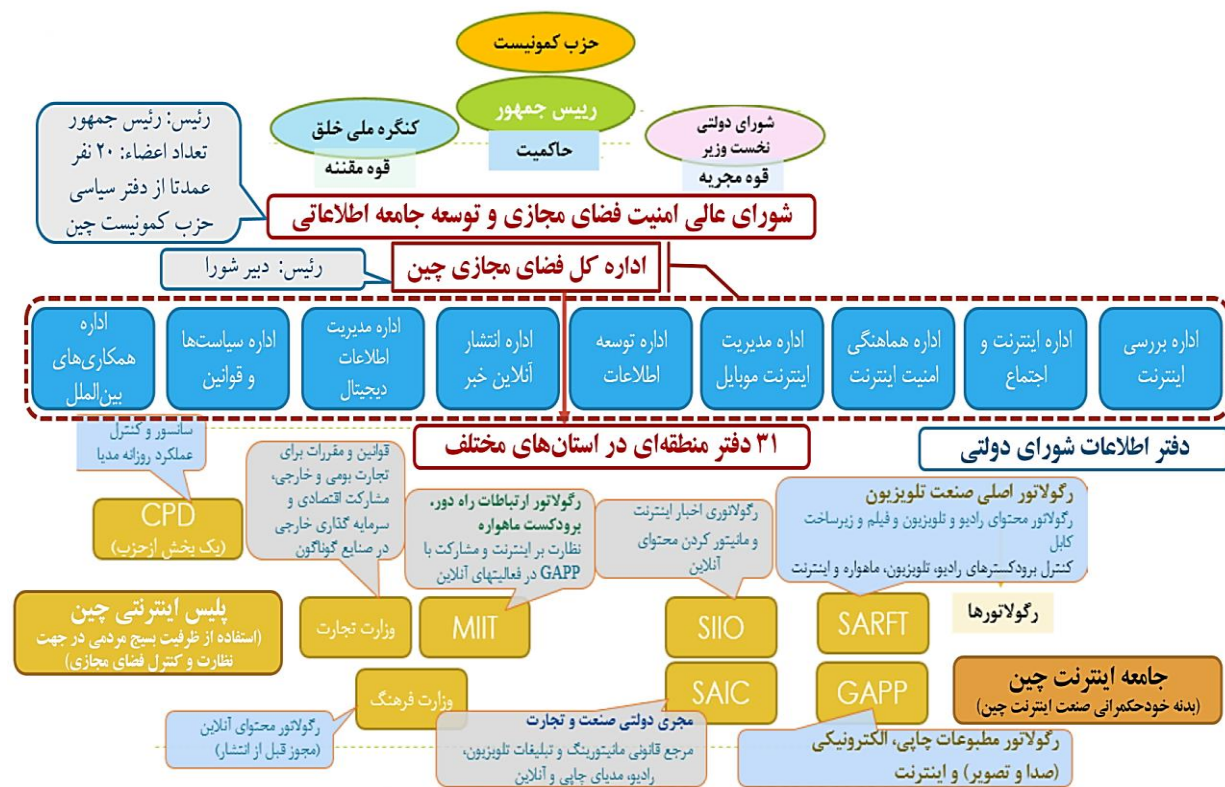 حزب کمونیست
رییس جمهور
حاکمیت
کنگره ملی خلق
قوه مقننه
شورای دولتی
نخست وزیر
قوه مجریه
رئیس: رئیس جمهور
تعداد اعضاء: ۲۰ نفر
عمدتا از دفتر سیاسی
حزب کمونیست چین
شورای عالی امنیت فضای مجازی و توسعه جامعه اطلاعاتی
اداره کل فضای مجازی چین
رئیس: دبیر شورا
اداره بررسی
اینترنت
اداره اینترنت و
اجتماع
اداره هماهنگی
امنیت اینترنت
اداره مدیریت
اینترنت موبایل
اداره توسعه
اطلاعات
اداره انتشار
آنلاین خبر
اداره مدیریت
اطلاعات
دیجیتال
اداره سیاست‌ها
و قوانین
اداره
همکاری‌های
بین‌الملل
دفتر اطلاعات شورای دولتی
۳۱ دفتر منطقه‌ای در استان‌های مختلف
سانسور و کنترل
عملکرد روزانه مدیا
CPD
(یک بخش ازحزب)
قوانین و مقررات برای
تجارت بومی و خارجی،
مشارکت اقتصادی و
سرمایه گذاری خارجی
در صنایع گوناگون
رگولاتور ارتباطات راه دور،
برودکست ماهواره
نظارت بر اینترنت و مشارکت با
GAPP در فعالیتهای آنلاین
رگولاتوری اخبار اینترنت
و مانیتور کردن محتوای
آنلاین
رگولاتور اصلی صنعت تلویزیون
رگولاتور محتوای رادیو و تلویزیون و فیلم و زیرساخت
کابل
کنترل برودکسترهای رادیو، تلویزیون، ماهواره و اینترنت
رگولاتورها
SARFT
SIIO
MIIT
وزارت تجارت
پلیس اینترنتی چین
(استفاده از ظرفیت بسیج مردمی در جهت
نظارت و کنترل فضای مجازی)
جامعه اینترنت چین
(بدنه خودحکمرانی صنعت اینترنت چین)
GAPP
SAIC
وزارت فرهنگ
رگولاتور محتوای آنلاین
(مجوز قبل از انتشار)
مجری دولتی صنعت و تجارت
مرجع قانونی مانیتورینگ و تبلیغات تلویزیون،
رادیو، مدیای چاپی و آنلاین
رگولاتور مطبوعات چاپی، الکترونیکی
(صدا و تصویر) و اینترنت